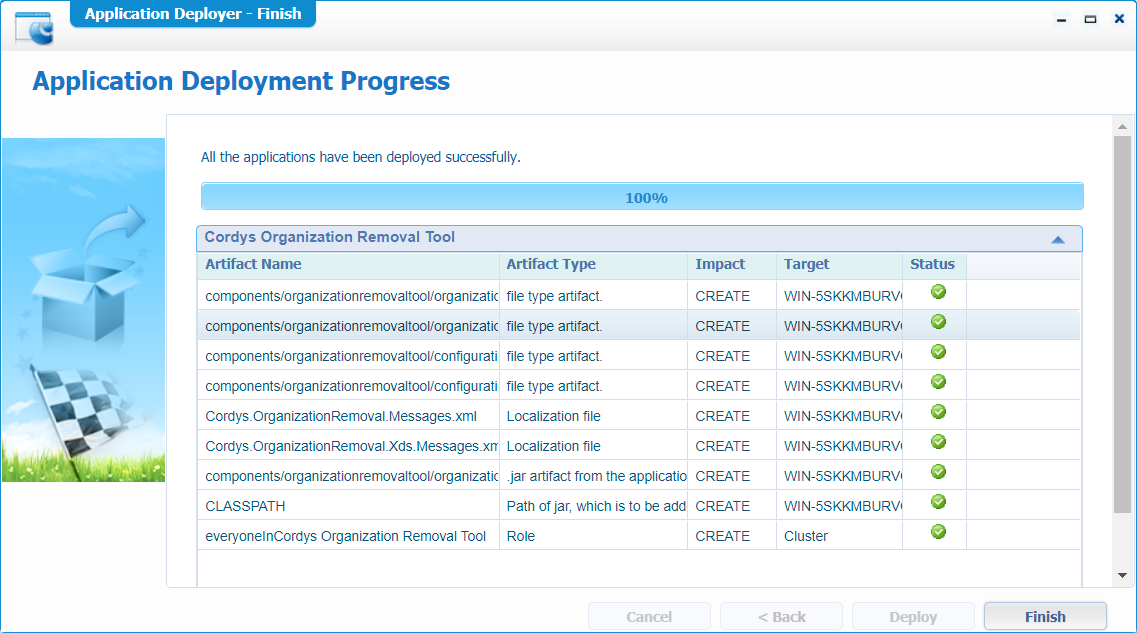 Application Deployer - Finish
Application Deployment Progress
All the applications have been deployed successfully.
100%
Cordys Organization Removal Tool
Artifact Name Artifact Type Impact Target Status
components/organizationremovaltool/organizatic file type artifact. CREATE WIN-5SKKMBURV
components/organizationremovaltool/organizatic file type artifact. CREATE WIN-5SKKMBURV
components/organizationremovaltool/configurati file type artifact. CREATE WIN-5SKKMBURV
components/organizationremovaltool/configurati file type artifact. CREATE WIN-5SKKMBURV
Cordys.OrganizationRemoval.Messages.xml Localization file CREATE WIN-5SKKMBURV
Cordys.OrganizationRemoval.Xds.Messages.xm Localization file CREATE WIN-5SKKMBURV
components/organizationremovaltool/organizatic .jar artifact from the applicatio CREATE WIN-5SKKMBURV
CLASSPATH Path of jar, which is to be add CREATE WIN-5SKKMBURV
everyoneInCordys Organization Removal Tool Role CREATE Cluster
Cancel < Back Deploy Finish